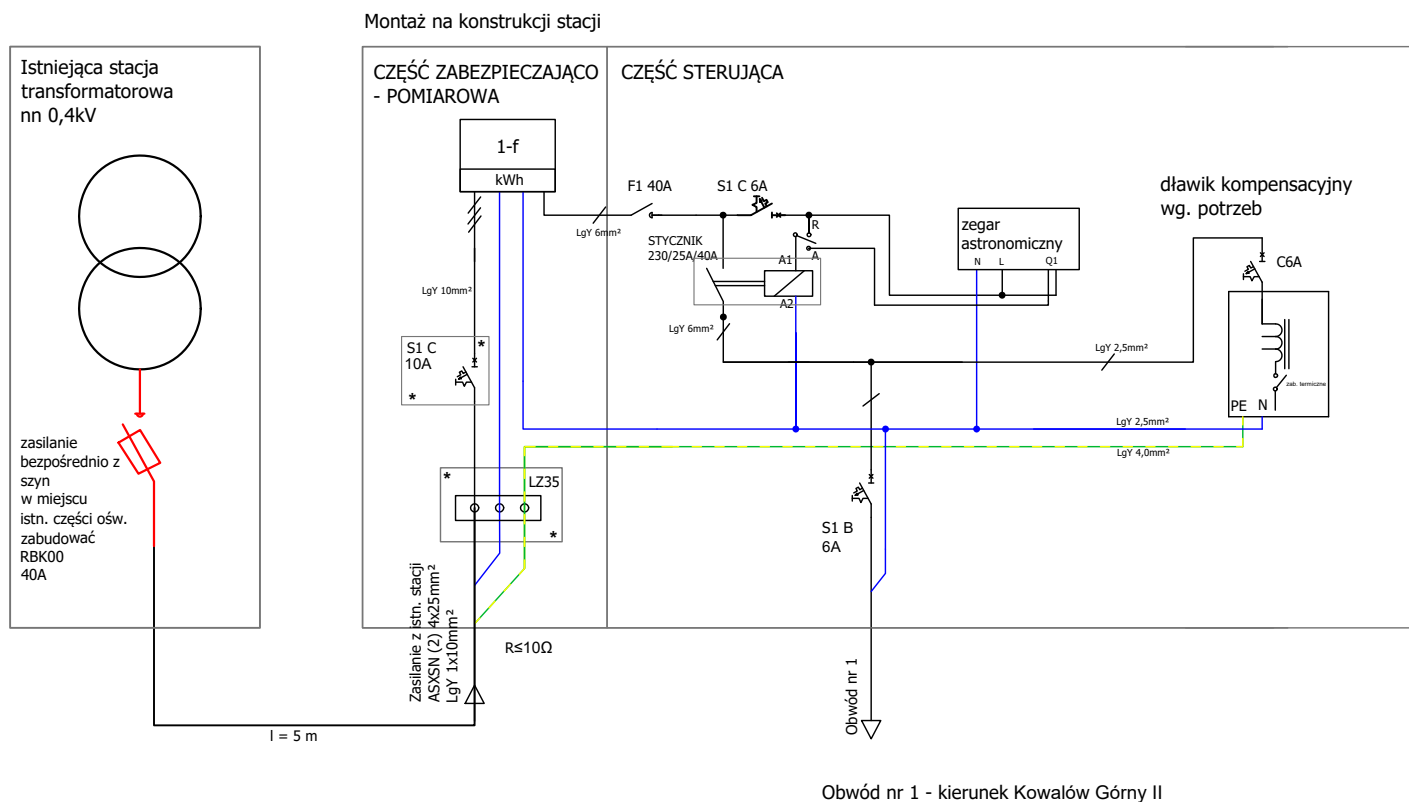 Montaż na konstrukcji stacji
Istniejąca stacja
transformatorowa
nn 0,4kV
zasilanie
bezpośrednio z
szyn
w miejscu
istn. części ośw.
zabudować
RBK00
40A
l = 5 m
CZĘŚĆ ZABEZPIECZAJĄCO
- POMIAROWA
1-f
kWh
LgY 10mm²
S1 C
10A
*
*
*
LZ35
*
Zasilanie z istn. stacji
ASXSN (2) 4x25mm²
LgY 1x10mm²
R≤10Ω
CZĘŚĆ STERUJĄCA
F1 40A
S1 C 6A
LgY 6mm²
STYCZNIK
230/25A/40A
R
A
A1
A2
LgY 6mm²
zegar
astronomiczny
N L Q1
dławik kompensacyjny
wg. potrzeb
C6A
LgY 2,5mm²
zab. termiczne
PE N
LgY 2,5mm²
LgY 4,0mm²
S1 B
6A
Obwód nr 1
Obwód nr 1 - kierunek Kowalów Górny II